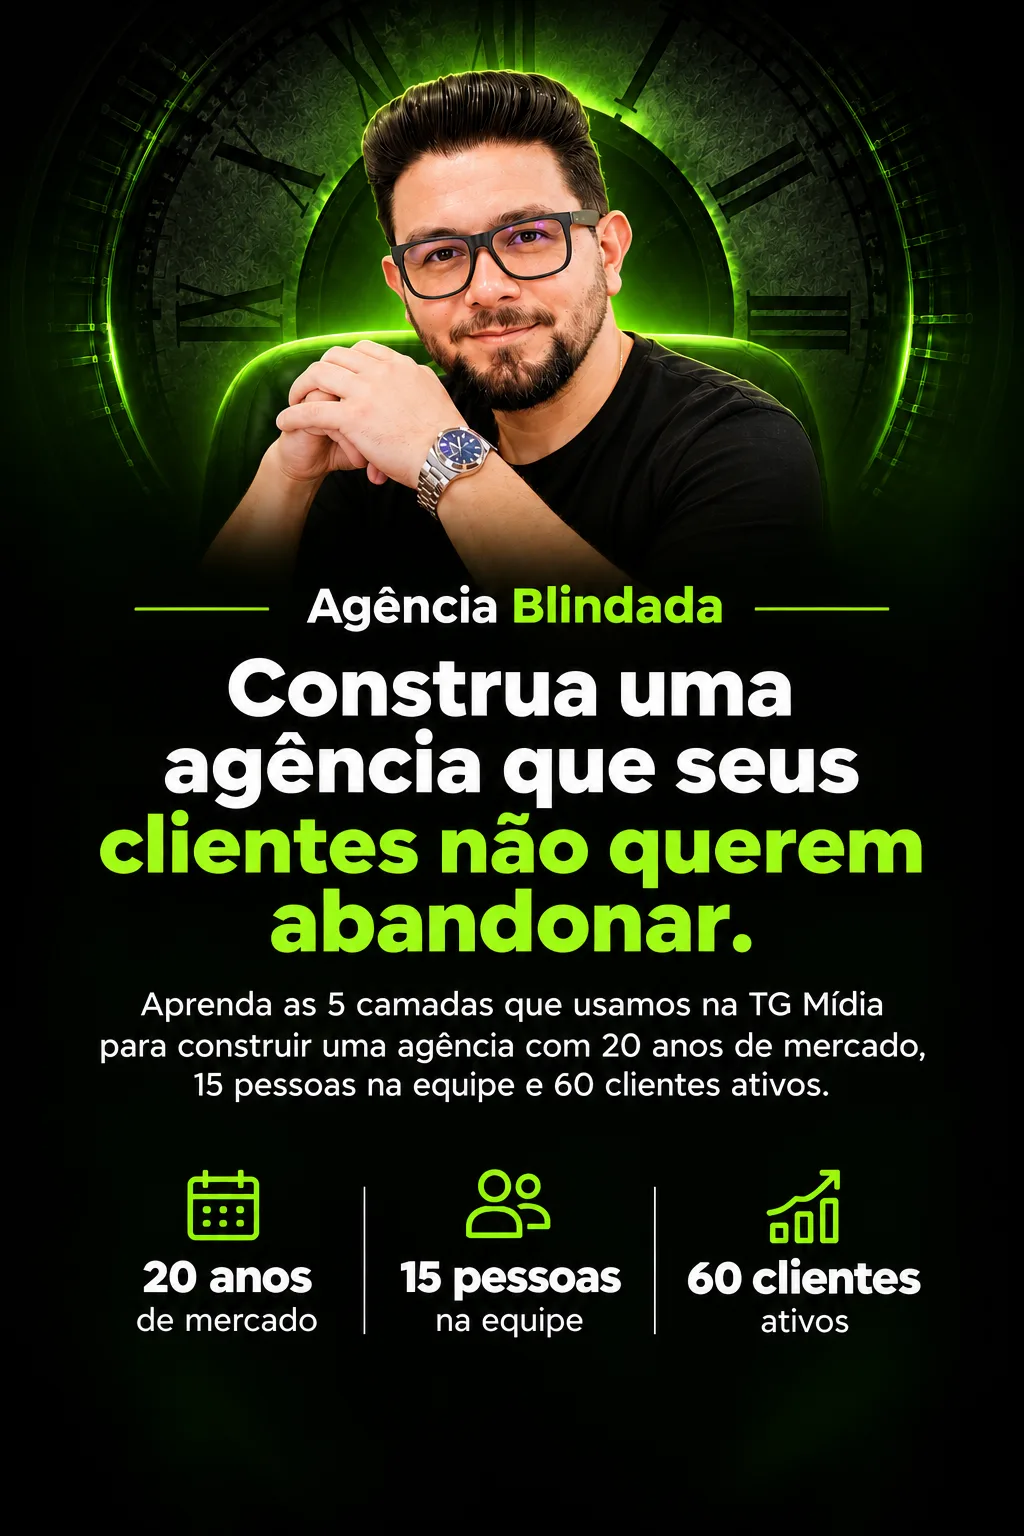 Agência Blindada
Construa uma
agência que seus
clientes não querem
abandonar.
Aprenda as 5 camadas que usamos na TG Mídia
para construir uma agência com 20 anos de mercado,
15 pessoas na equipe e 60 clientes ativos.
20 anos
de mercado
15 pessoas
na equipe
60 clientes
ativos